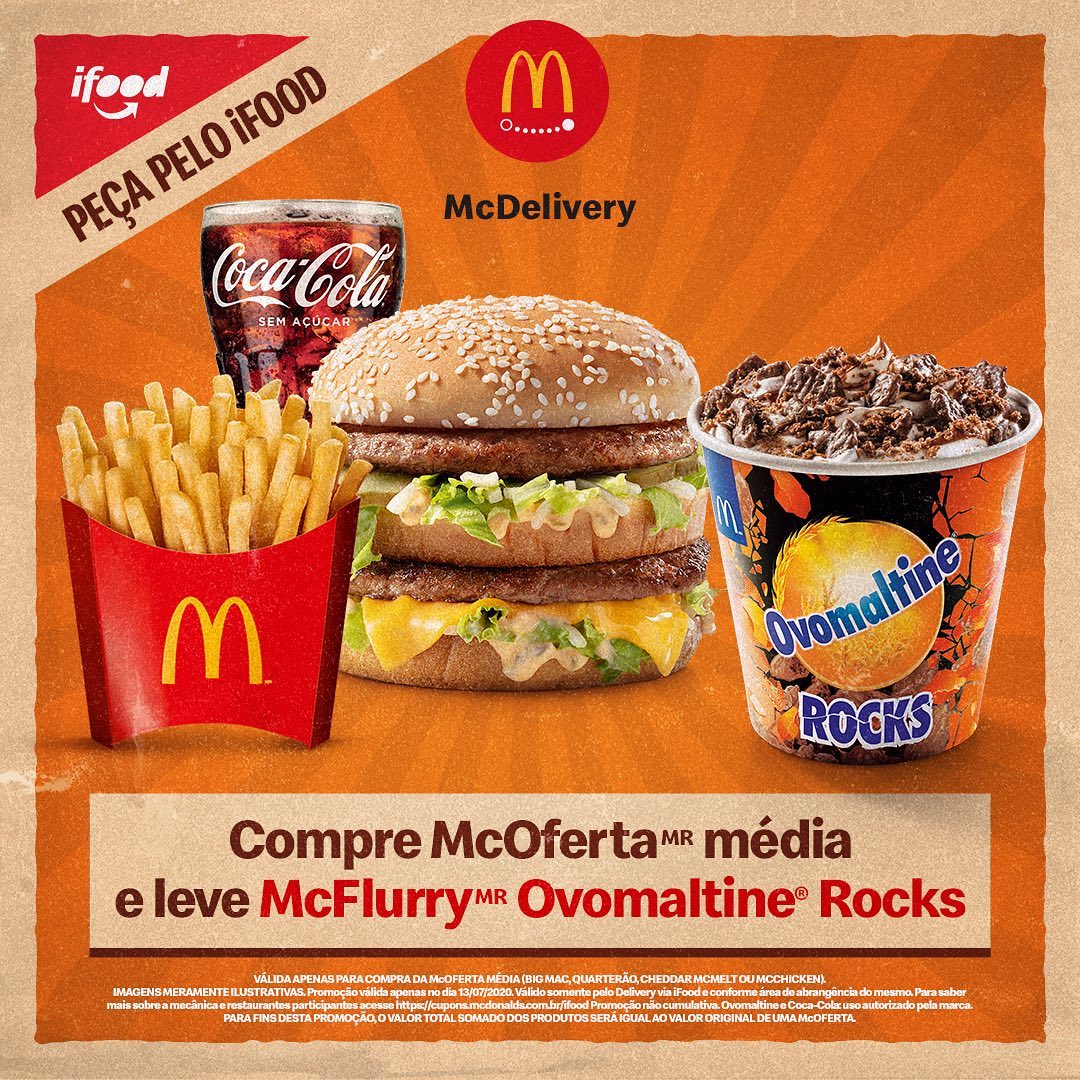 ifood
PEÇA PELO iFOOD
M
McDelivery
Coca-Cola
SEM AÇÚCAR
M
M
Ovomaltine
ROCKS
Compre McOferta MR média
e leve McFlurry MR Ovomaltine® Rocks
VÁLIDA APENAS PARA COMPRA DA McOFERTA MÉDIA (BIG MAC, QUARTERÃO, CHEDDAR MCMELT OU MCCHICKEN).
IMAGENS MERAMENTE ILUSTRATIVAS. Promoção válida apenas no dia 13/07/2020. Válido somente pelo Delivery via iFood e conforme área de abrangência do mesmo. Para saber
mais sobre a mecânica e restaurantes participantes acesse https://cupons.mcdonalds.com.br/ifood Promoção não cumulativa. Ovomaltine e Coca-Cola: uso autorizado pela marca.
PARA FINS DESTA PROMOÇÃO, O VALOR TOTAL SOMADO DOS PRODUTOS SERÁ IGUAL AO VALOR ORIGINAL DE UMA McOFERTA.